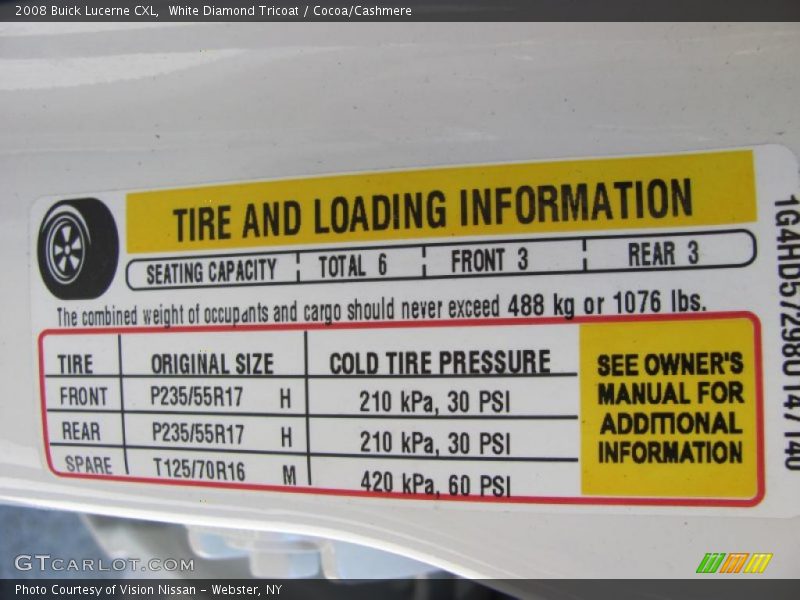 2008 Buick Lucerne CXL, White Diamond Tricoat / Cocoa/Cashmere
TIRE AND LOADING INFORMATION
SEATING CAPACITY TOTAL 6 FRONT 3 REAR 3
The combined weight of occupants and cargo should never exceed 488 kg or 1076 lbs.
TIRE ORIGINAL SIZE COLD TIRE PRESSURE
FRONT P235/55R17 H 210 kPa, 30 PSI
REAR P235/55R17 H 210 kPa, 30 PSI
SPARE T125/70R16 M 420 kPa, 60 PSI
SEE OWNER'S
MANUAL FOR
ADDITIONAL
INFORMATION
1G4HD57298U147140
GTCARLOT.COM
Photo Courtesy of Vision Nissan - Webster, NY